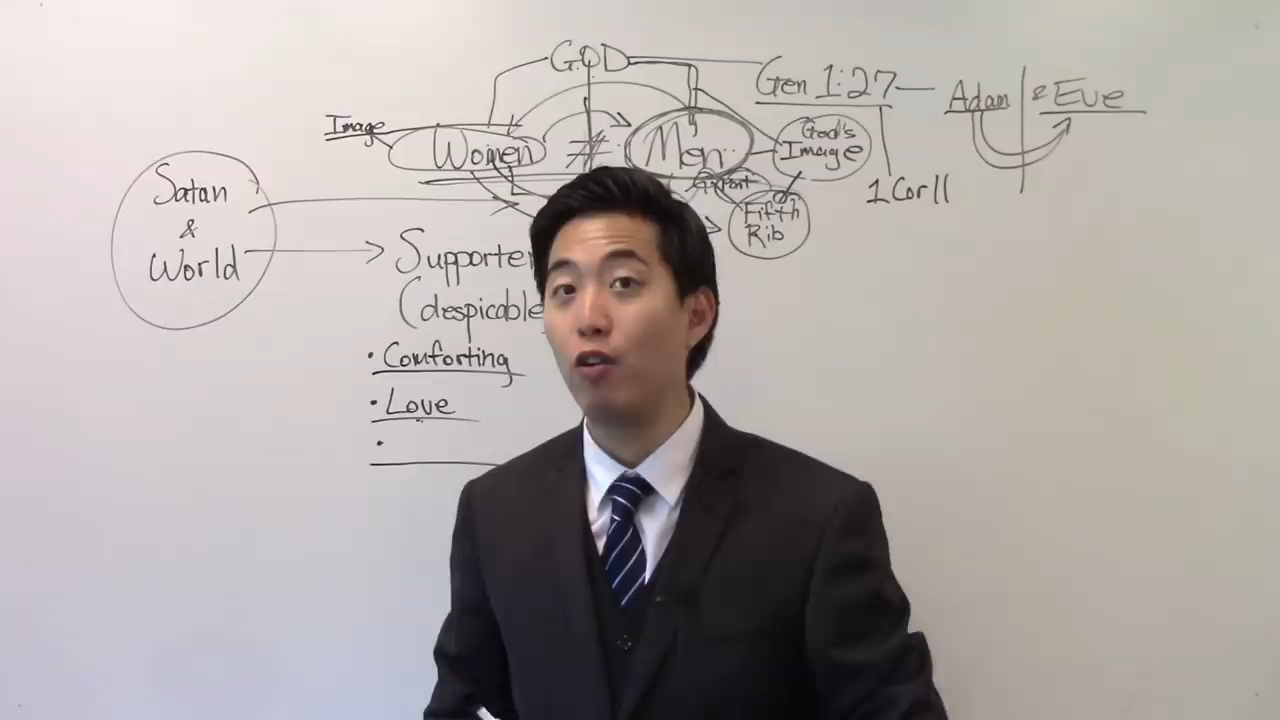 GOD
Gen 1:27
Adam & Eve
Image
Women
≠
Men
God's
Image
1 Cor 11
Fifth
Rib
Satan
&
World
Supporte
(despicable
• Comforting
• Love
•